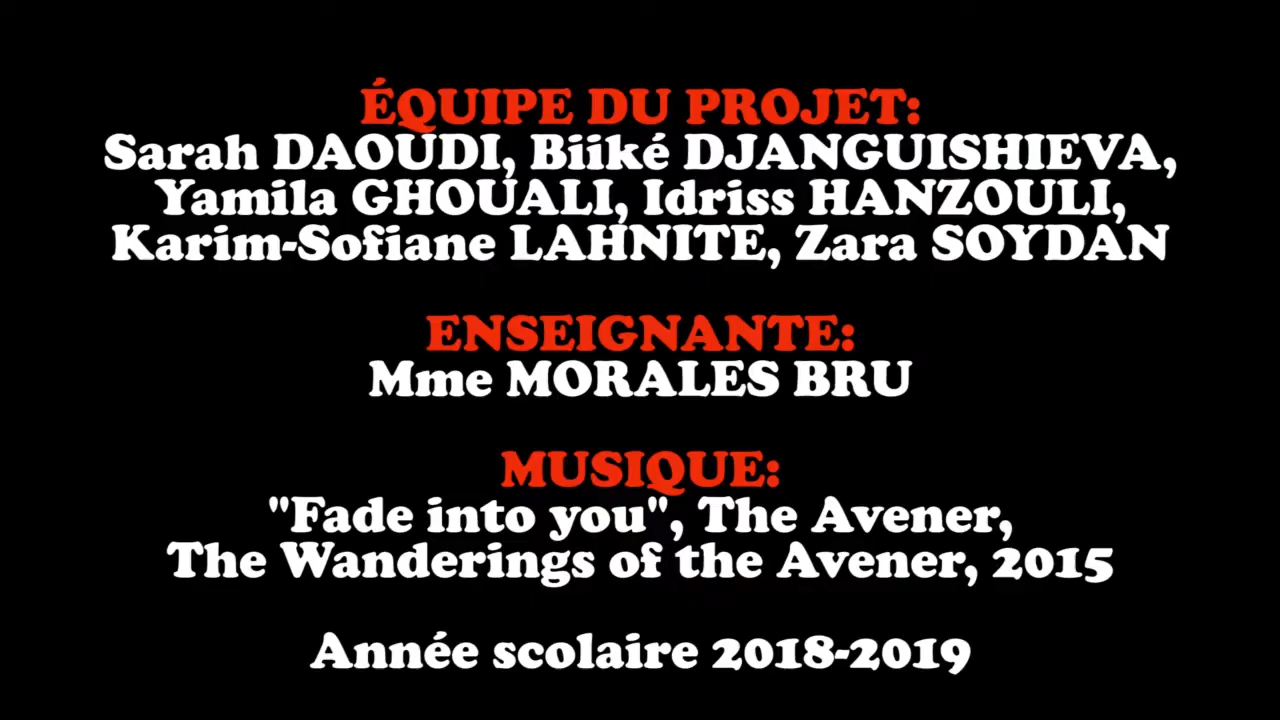 ÉQUIPE DU PROJET:
Sarah DAOUDI, Biiké DJANGUISHIEVA,
Yamila GHOUALI, Idriss HANZOULI,
Karim-Sofiane LAHNITE, Zara SOYDAN
ENSEIGNANTE:
Mme MORALES BRU
MUSIQUE:
"Fade into you", The Avener,
The Wanderings of the Avener, 2015
Année scolaire 2018-2019